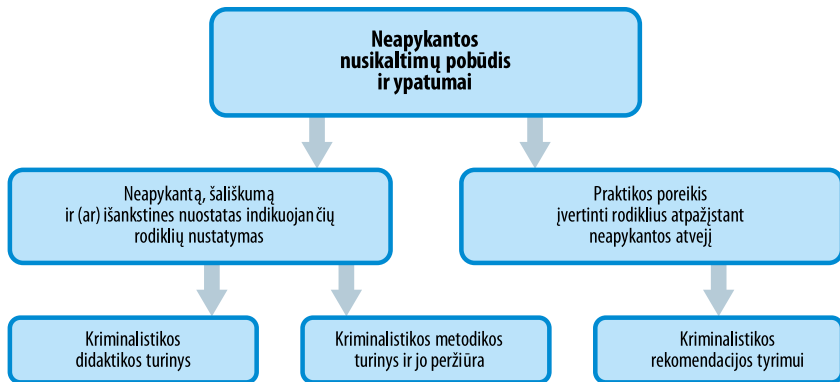 Neapykantos
nusikaltimų pobūdis
ir ypatumai
Neapykantą, šališkumą
ir (ar) išankstines nuostatas indikuojančių
rodiklių nustatymas
Praktikos poreikis
įvertinti rodiklius atpažįstant
neapykantos atvejį
Kriminalistikos
didaktikos turinys
Kriminalistikos metodikos
turinys ir jo peržiūra
Kriminalistikos
rekomendacijos tyrimui